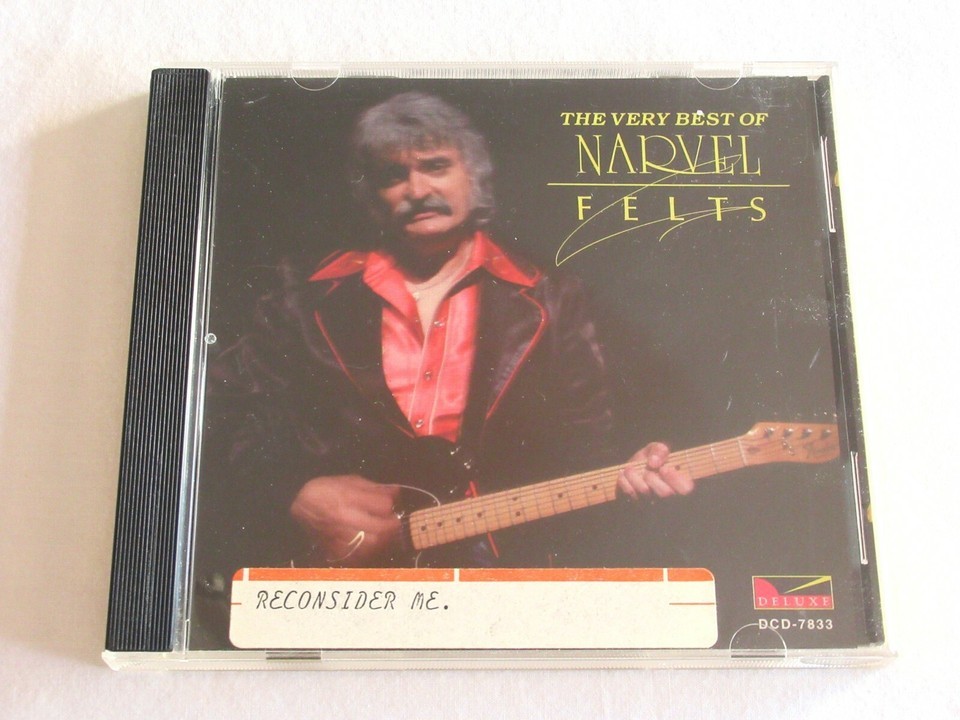 THE VERY BEST OF
NARVEL
FELTS
RECONSIDER ME.
DELUXE
DCD-7833